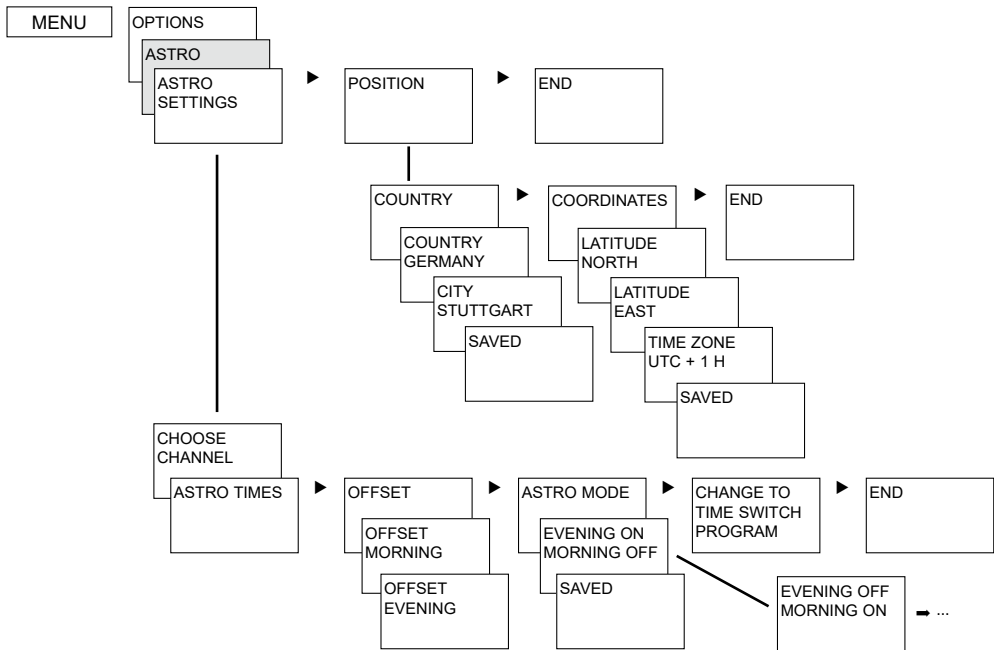 MENU
OPTIONS
ASTRO
ASTRO
SETTINGS
POSITION
END
COUNTRY
COUNTRY
GERMANY
CITY
STUTTGART
SAVED
COORDINATES
LATITUDE
NORTH
LATITUDE
EAST
TIME ZONE
UTC + 1 H
SAVED
END
CHOOSE
CHANNEL
ASTRO TIMES
OFFSET
OFFSET
MORNING
OFFSET
EVENING
ASTRO MODE
EVENING ON
MORNING OFF
SAVED
CHANGE TO
TIME SWITCH
PROGRAM
END
EVENING OFF
MORNING ON
...